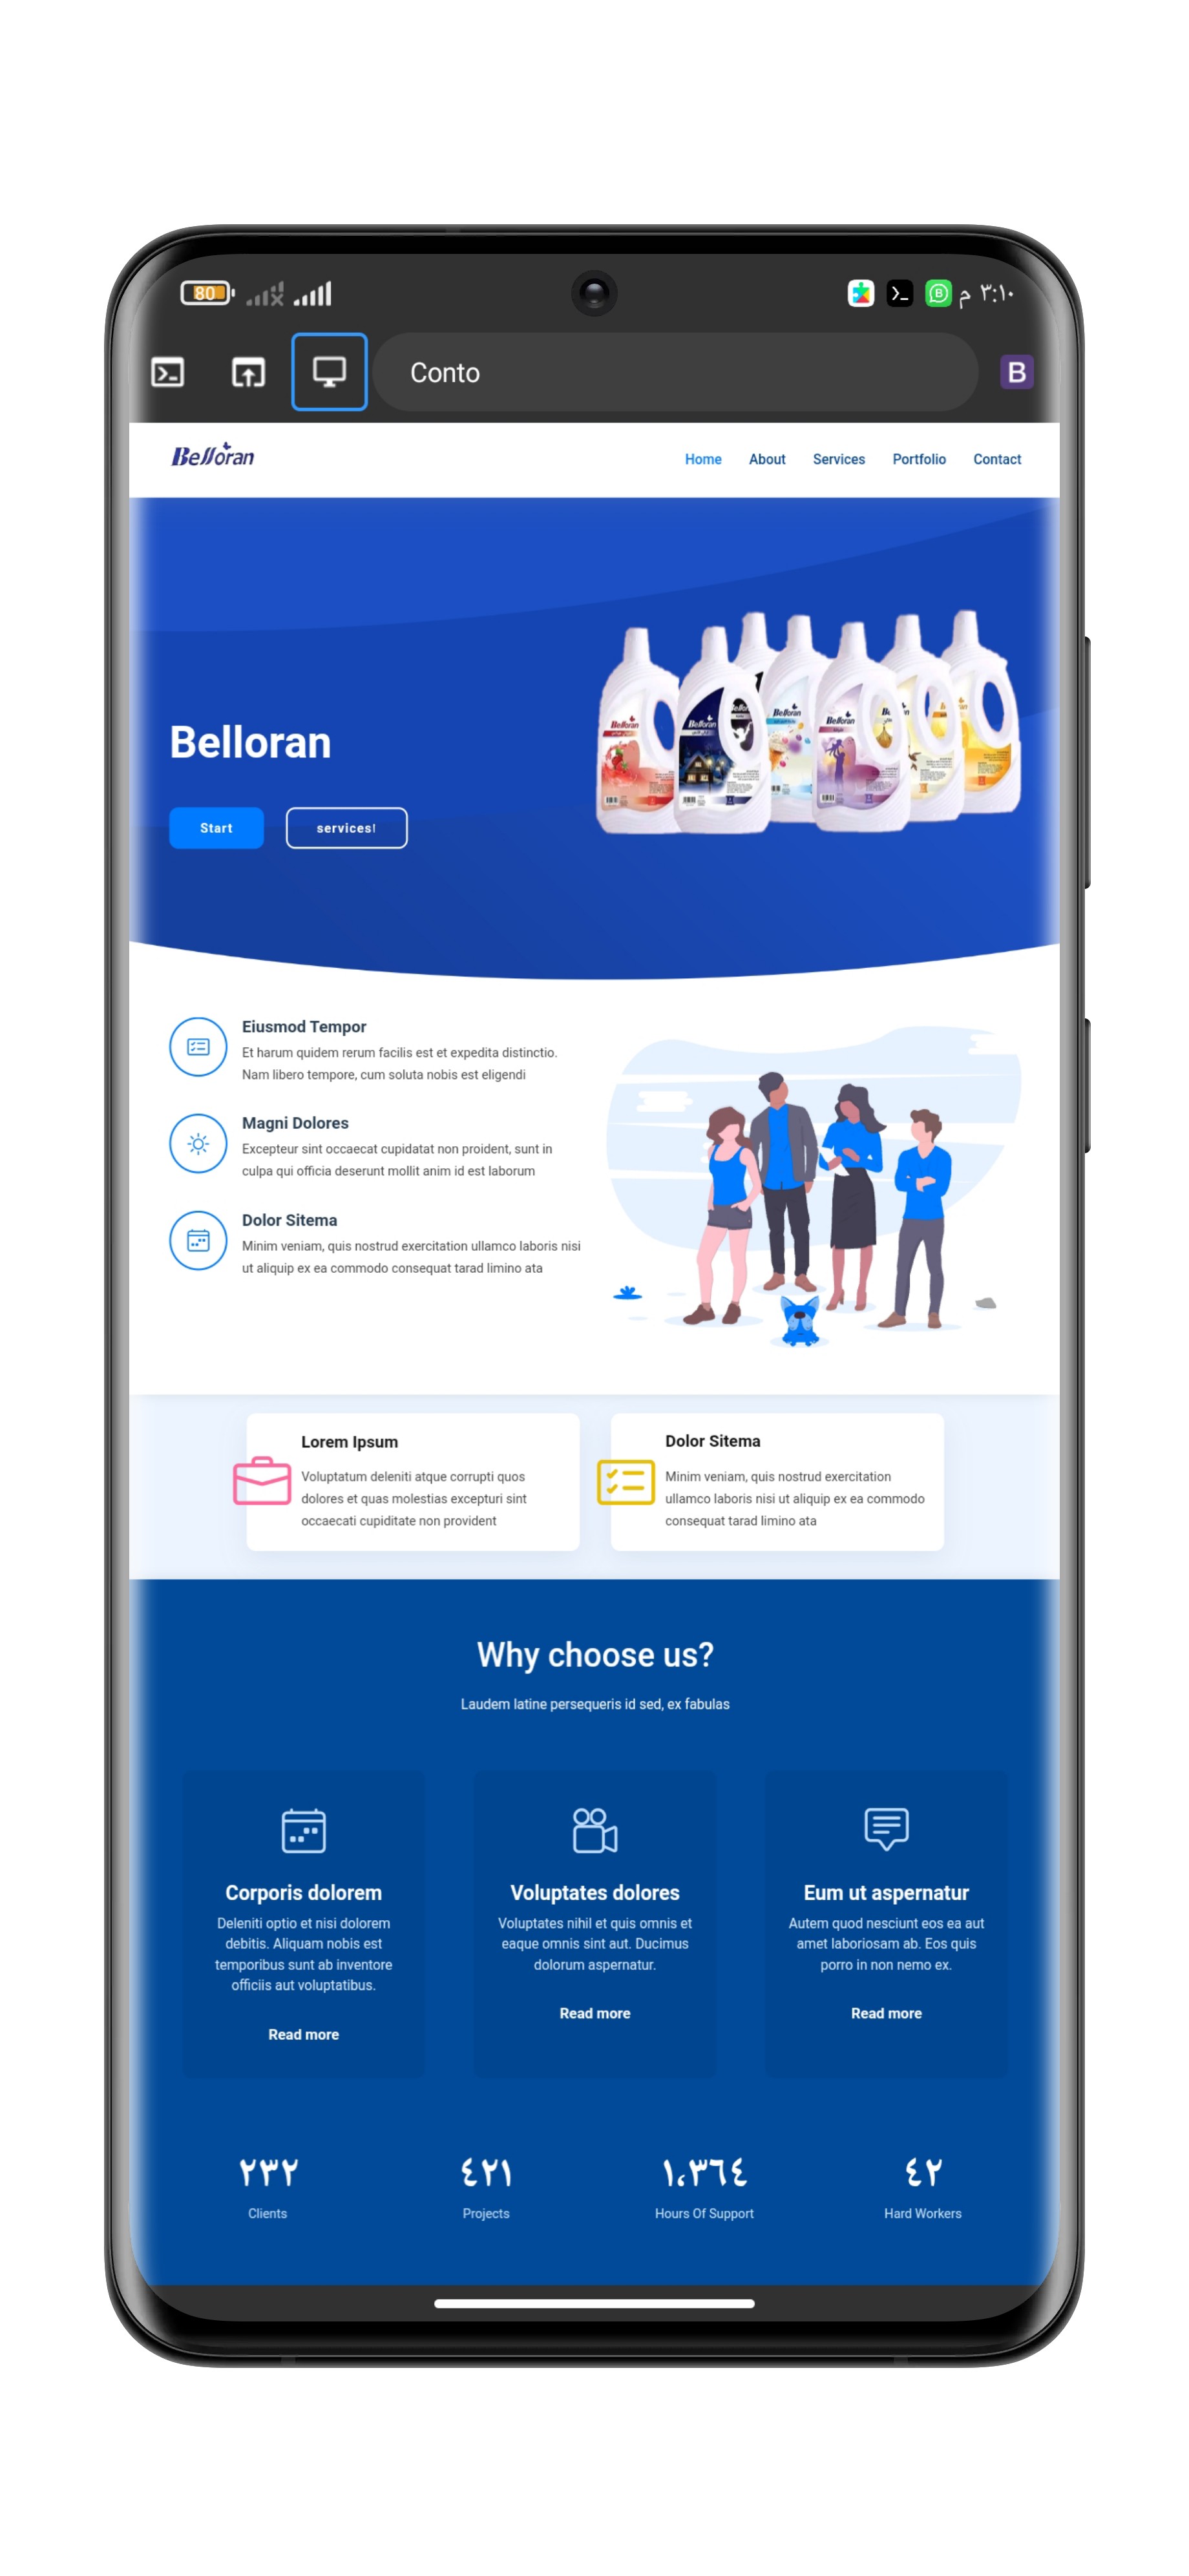 80
م ٣:١٠
Conto
B
Belloran
Home About Services Portfolio Contact
Belloran
Start services!
Belloran
Belloran
Belloran
Belloran
Eiusmod Tempor
Et harum quidem rerum facilis est et expedita distinctio.
Nam libero tempore, cum soluta nobis est eligendi
Magni Dolores
Excepteur sint occaecat cupidatat non proident, sunt in
culpa qui officia deserunt mollit anim id est laborum
Dolor Sitema
Minim veniam, quis nostrud exercitation ullamco laboris nisi
ut aliquip ex ea commodo consequat tarad limino ata
Lorem Ipsum
Voluptatum deleniti atque corrupti quos
dolores et quas molestias excepturi sint
occaecati cupiditate non provident
Dolor Sitema
Minim veniam, quis nostrud exercitation
ullamco laboris nisi ut aliquip ex ea commodo
consequat tarad limino ata
Why choose us?
Laudem latine persequeris id sed, ex fabulas
Corporis dolorem
Deleniti optio et nisi dolorem
debitis. Aliquam nobis est
temporibus sunt ab inventore
officiis aut voluptatibus.
Read more
Voluptates dolores
Voluptates nihil et quis omnis et
eaque omnis sint aut. Ducimus
dolorum aspernatur.
Read more
Eum ut aspernatur
Autem quod nesciunt eos ea aut
amet laboriosam ab. Eos quis
porro in non nemo ex.
Read more
٢٣٢
Clients
٤٢١
Projects
١،٣٦٤
Hours Of Support
٤٢
Hard Workers